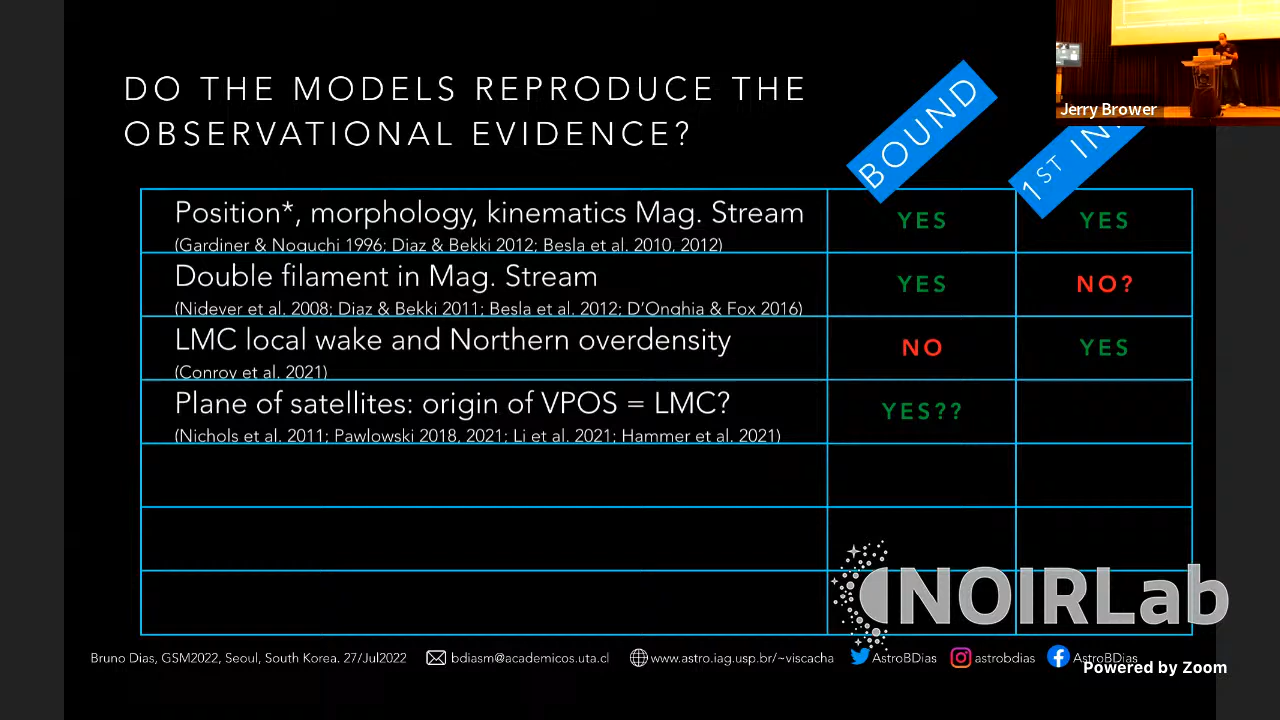 DO THE MODELS REPRODUCE THE
OBSERVATIONAL EVIDENCE?
BOUND
1ST IN
Jerry Brower
Position*, morphology, kinematics Mag. Stream
(Gardiner & Noguchi 1996; Diaz & Bekki 2012; Besla et al. 2010, 2012)
YES
YES
Double filament in Mag. Stream
(Nidever et al. 2008; Diaz & Bekki 2011; Besla et al. 2012; D'Onghia & Fox 2016)
YES
NO?
LMC local wake and Northern overdensity
(Conroy et al. 2021)
NO
YES
Plane of satellites: origin of VPOS = LMC?
(Nichols et al. 2011; Pawlowski 2018, 2021; Li et al. 2021; Hammer et al. 2021)
YES??
NOIRLab
Bruno Dias, GSM2022, Seoul, South Korea. 27/Jul2022
bdiasm@academicos.uta.cl
www.astro.iag.usp.br/~viscacha
AstroBDias
astrobdias
AstroBDias
Powered by Zoom